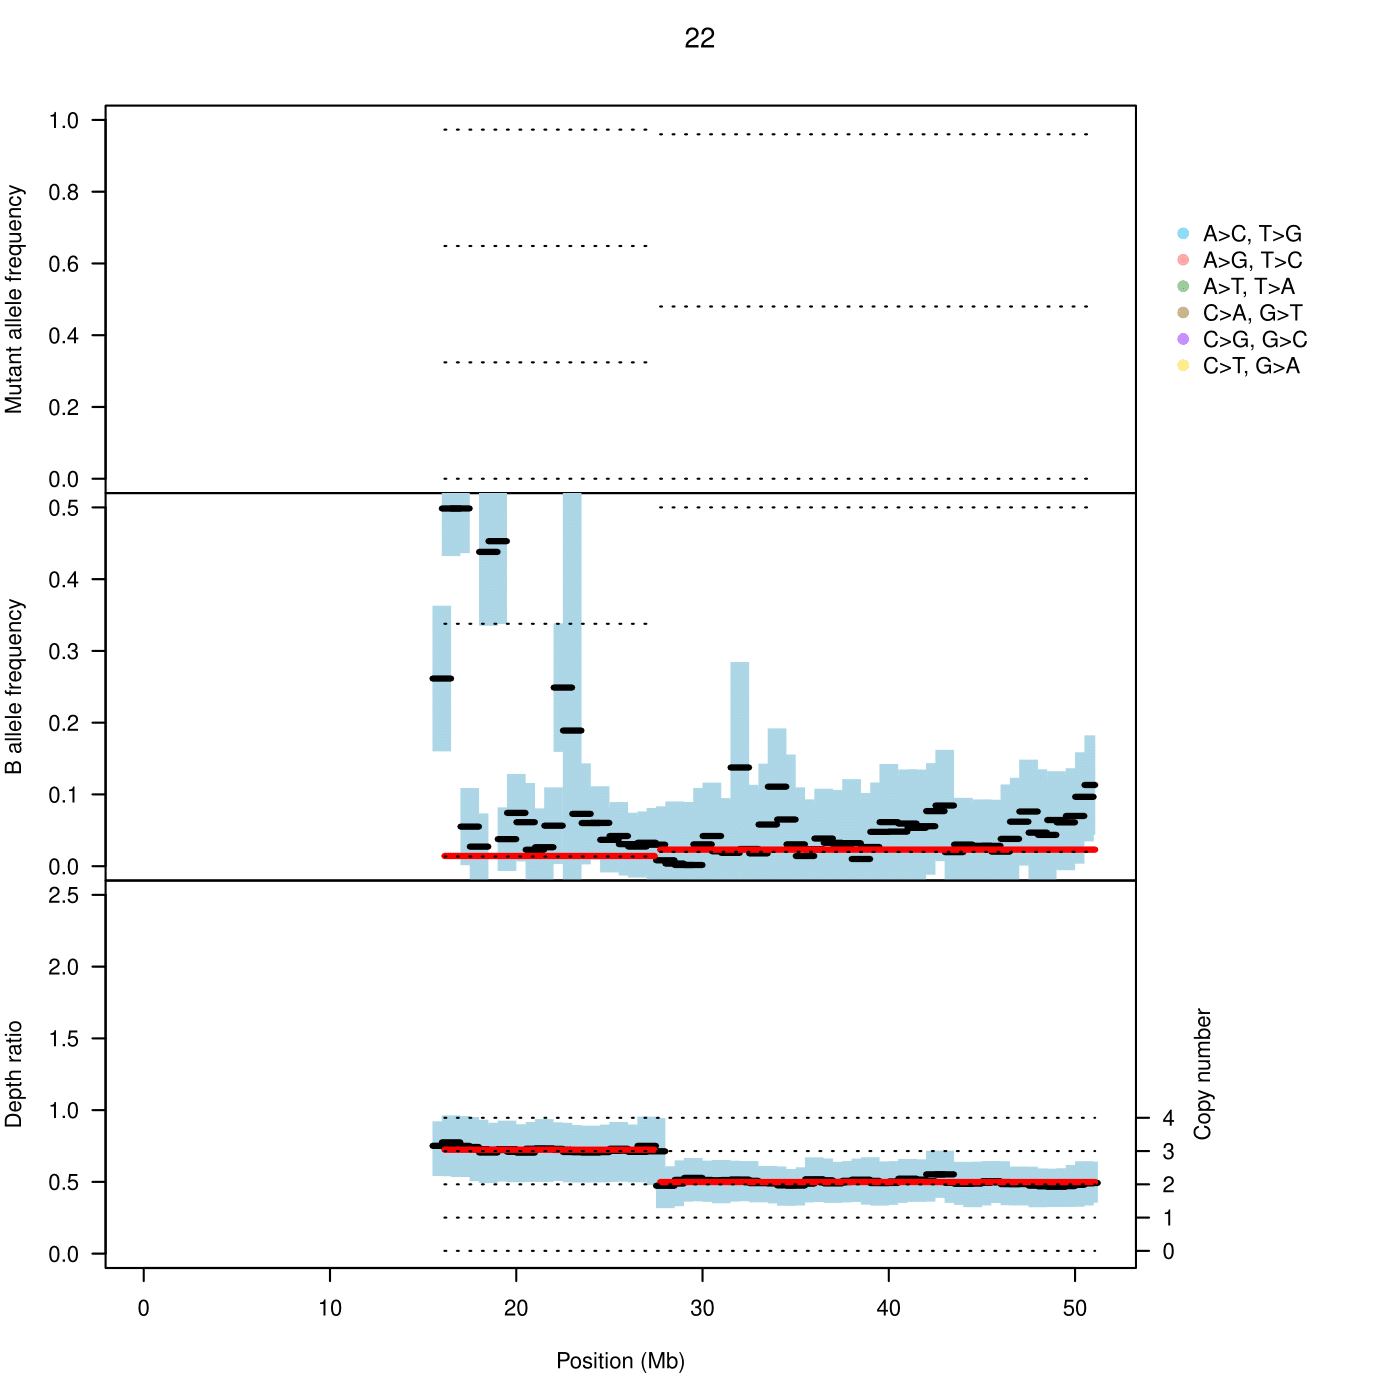 22
Mutant allele frequency
1.0
0.8
0.6
0.4
0.2
0.0
A>C, T>G
A>G, T>C
A>T, T>A
C>A, G>T
C>G, G>C
C>T, G>A
B allele frequency
0.5
0.4
0.3
0.2
0.1
0.0
Depth ratio
2.5
2.0
1.5
1.0
0.5
0.0
Copy number
4
3
2
1
0
0 10 20 30 40 50
Position (Mb)